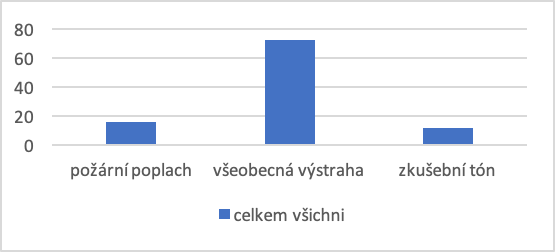 80
60
40
20
0
požární poplach všeobecná výstraha zkušební tón
celkem všichni